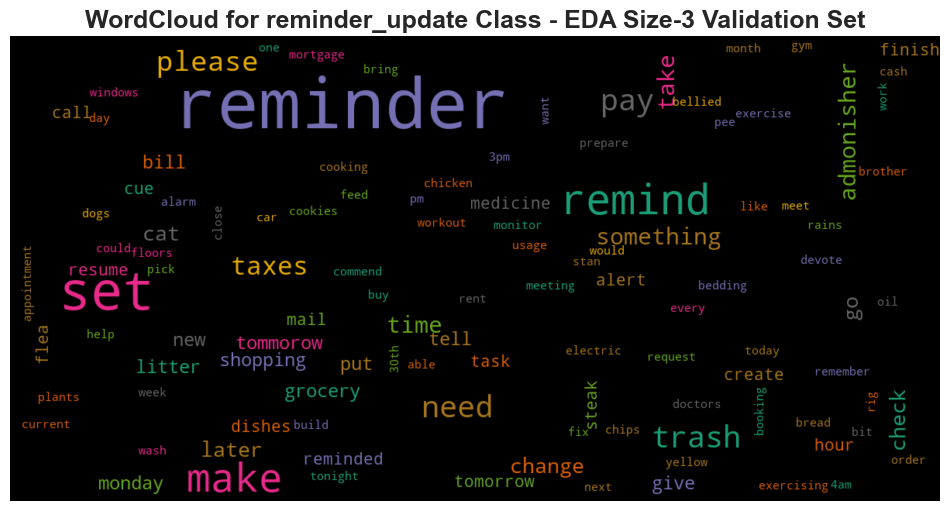 WordCloud for reminder_update Class - EDA Size-3 Validation Set
one
month
gym
finish
please
mortgage
bring
take
cash
windows
reminder
want
pay
bellied
work
call
day
pee
exercise
admonisher
prepare
bill
3pm
cooking
brother
cue
alarm
feed
chicken
remind
dogs
close
car
cookies
pm
medicine
like
meet
cat
workout
monitor
something
rains
could
floors
usage
would
resume
pick
taxes
commend
stan
alert
devote
appointment
set
buy
rent
meeting
bedding
every
go
oil
help
mail
time
flea
new
tommorow
tell
shopping
30th
able
task
electric
request
today
litter
put
create
remember
plants
week
grocery
steak
doctors
booking
rig
check
current
dishes
build
need
fix
chips
trash
bread
bit
hour
wash
later
reminded
change
yellow
order
monday
make
tonight
tomorrow
next
give
exercising
4am